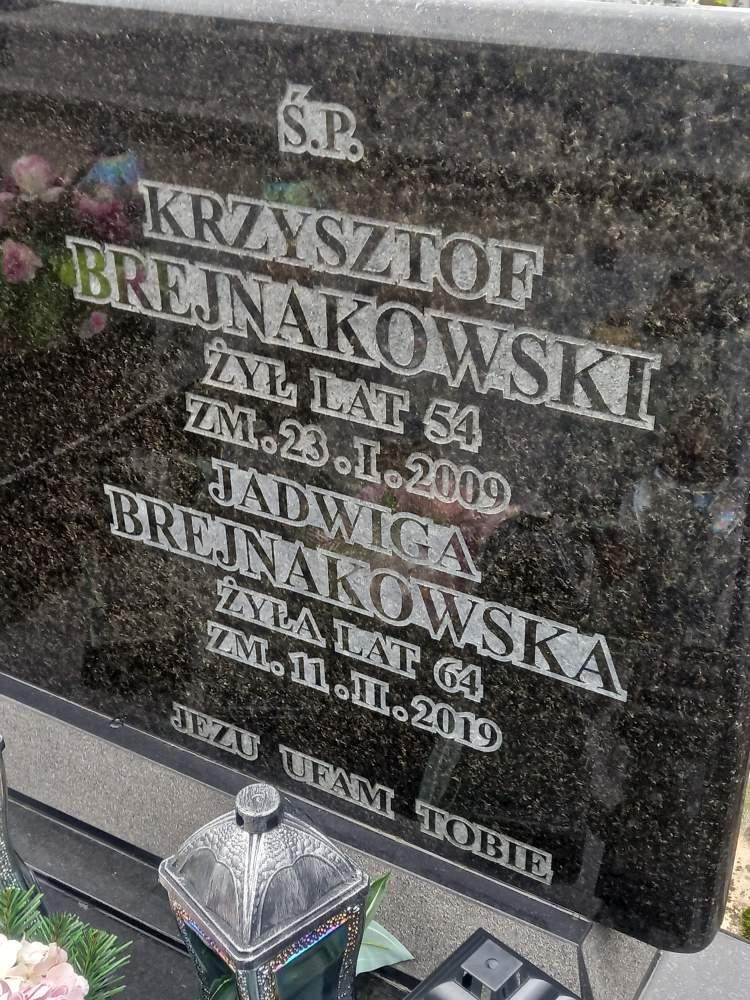 Ś.P.
KRZYSZTOF
BREJNAKOWSKI
ŻYŁ LAT 54
ZM. 23. I. 2009
JADWIGA
BREJNAKOWSKA
ŻYŁA LAT 64
ZM. 11. II. 2019
JEZU UFAM TOBIE